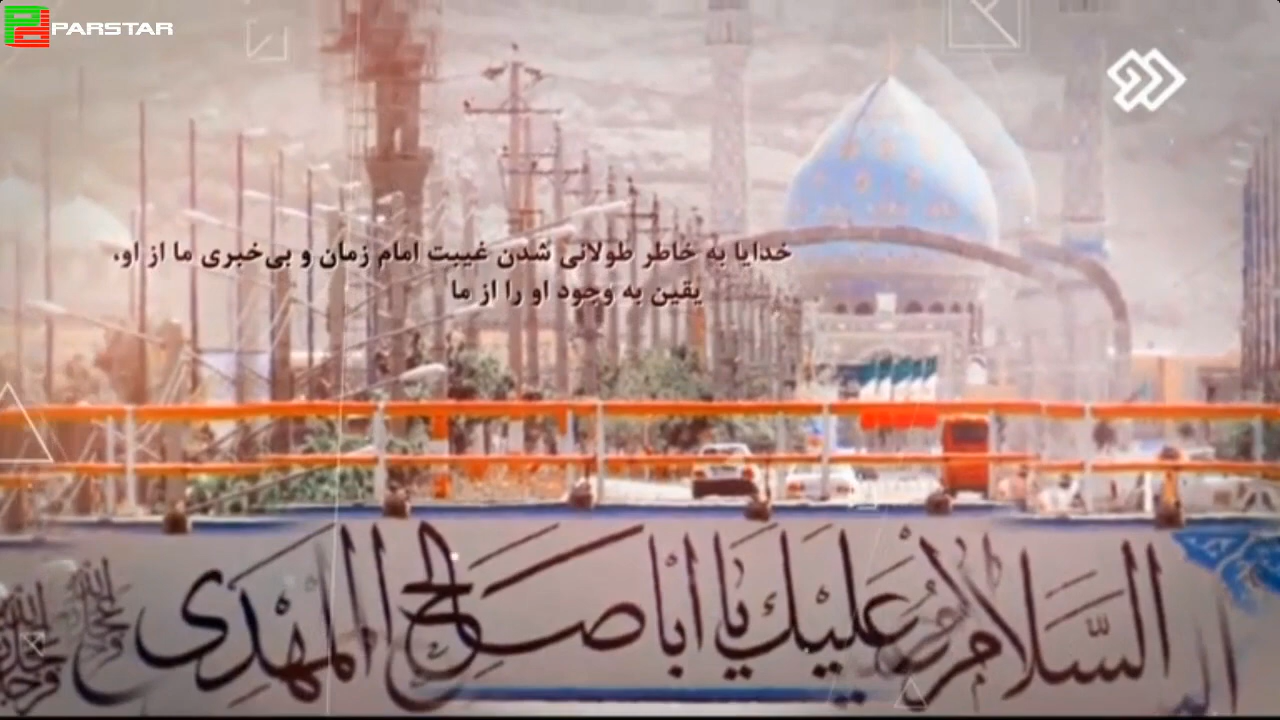 PARSTAR
خدایا به خاطر طولانی شدن غیبت امام زمان و بی‌خبری ما از او،
یقین به وجود او را از ما
السلام علیک یا اباصالح المهدی